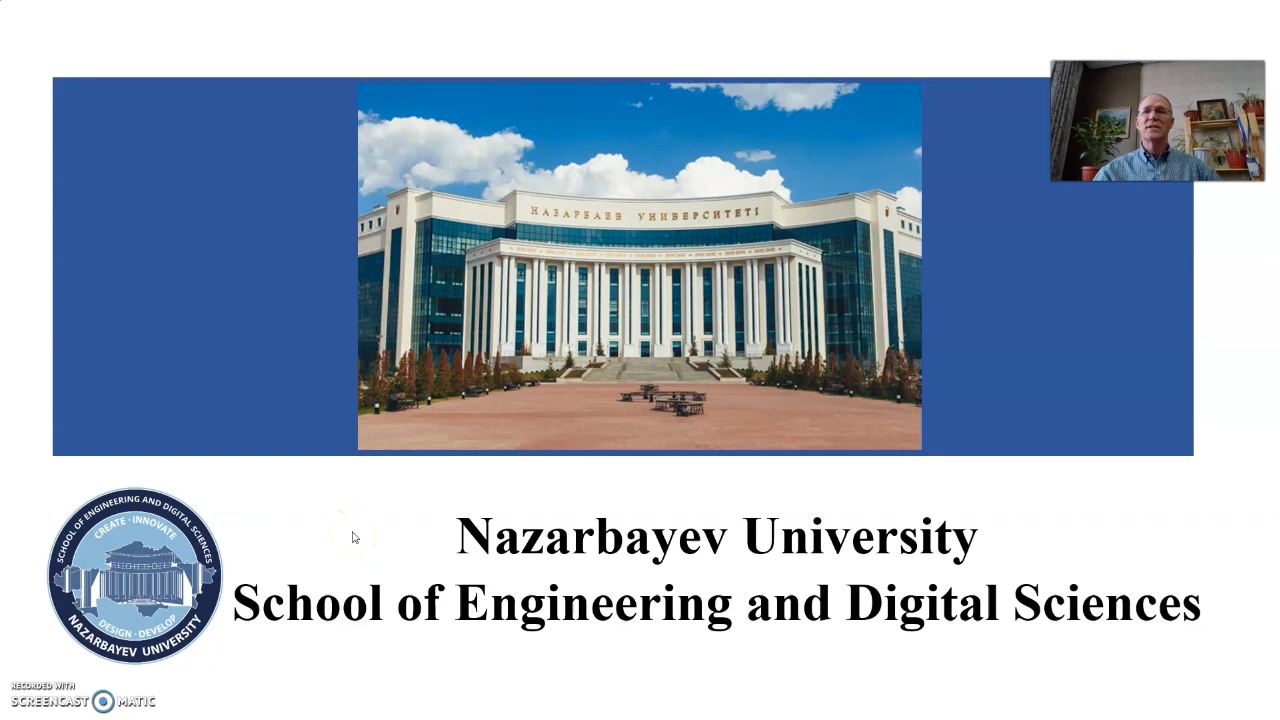 НАЗАРБАЕВ УНИВЕРСИТЕТІ
SCHOOL OF ENGINEERING AND DIGITAL SCIENCES
CREATE · INNOVATE
DESIGN · DEVELOP
NAZARBAYEV UNIVERSITY
Nazarbayev University
School of Engineering and Digital Sciences
RECORDED WITH
SCREENCAST MATIC